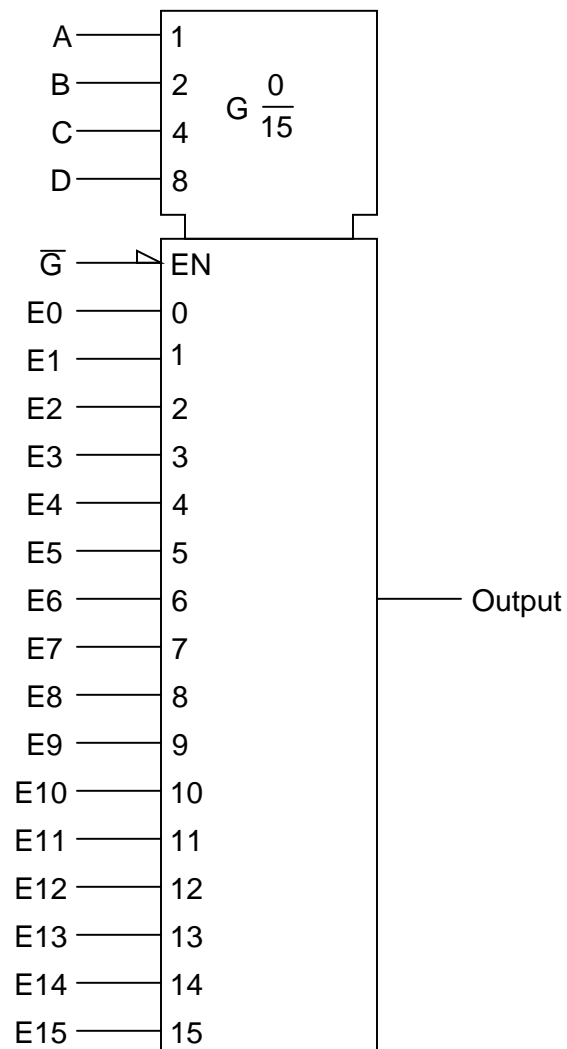 A 1
B 2
G 0
15
C 4
D 8
G EN
E0 0
E1 1
E2 2
E3 3
E4 4
E5 5
E6 6 Output
E7 7
E8 8
E9 9
E10 10
E11 11
E12 12
E13 13
E14 14
E15 15